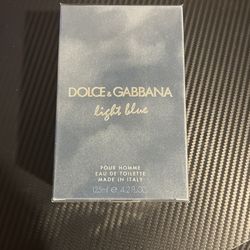 DOLCE & GABBANA
light blue
POUR HOMME
EAU DE TOILETTE
MADE IN ITALY
125ml e 4.2 FL.OZ.